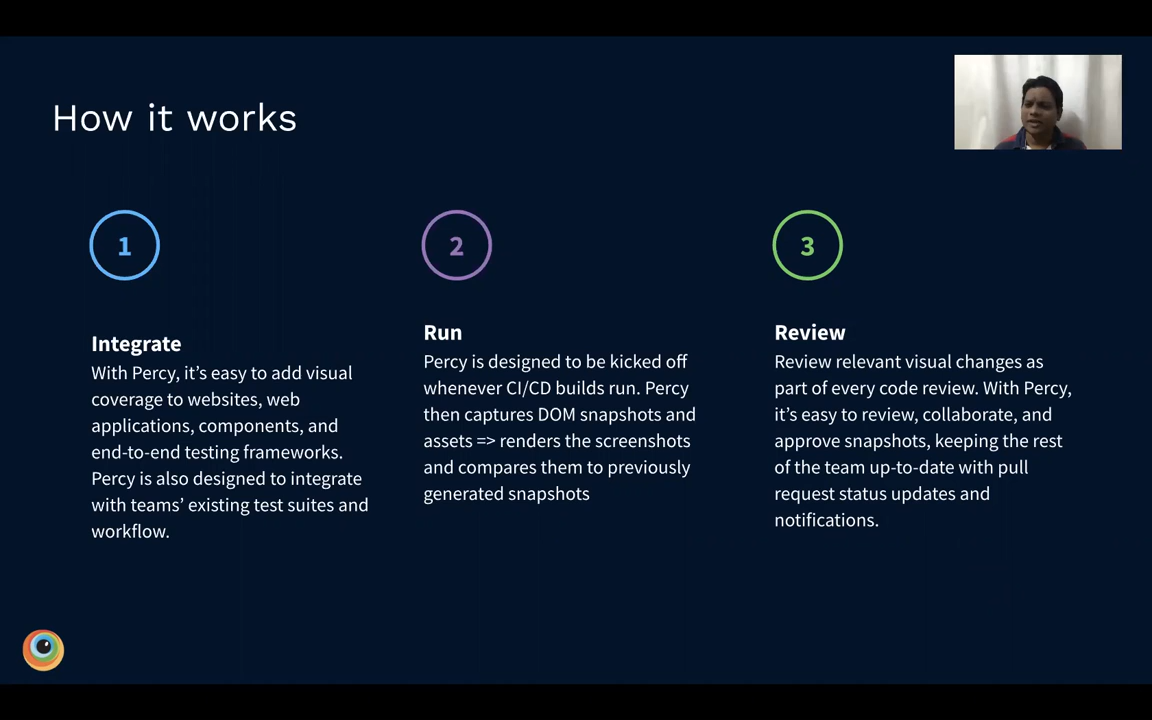 How it works
1
Integrate
With Percy, it’s easy to add visual
coverage to websites, web
applications, components, and
end-to-end testing frameworks.
Percy is also designed to integrate
with teams’ existing test suites and
workflow.
2
Run
Percy is designed to be kicked off
whenever CI/CD builds run. Percy
then captures DOM snapshots and
assets => renders the screenshots
and compares them to previously
generated snapshots
3
Review
Review relevant visual changes as
part of every code review. With Percy,
it’s easy to review, collaborate, and
approve snapshots, keeping the rest
of the team up-to-date with pull
request status updates and
notifications.